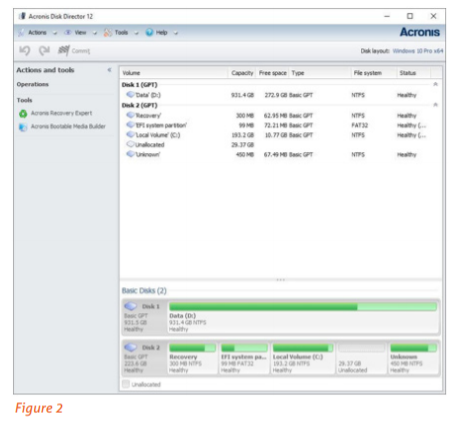 Acronis Disk Director 12
Actions View Tools Help Acronis
Commit Disk layout: Windows 10 Pro x64
Actions and tools
Operations
Tools
Acronis Recovery Expert
Acronis Bootable Media Builder
Volume Capacity Free space Type File system Status
Disk 1 (GPT)
'Data' (D:) 931.4 GB 272.9 GB Basic GPT NTFS Healthy
Disk 2 (GPT)
'Recovery' 300 MB 62.95 MB Basic GPT NTFS Healthy
'EFI system partition' 99 MB 72.21 MB Basic GPT FAT32 Healthy (...
'Local Volume' (C:) 193.2 GB 10.77 GB Basic GPT NTFS Healthy (...
Unallocated 29.37 GB
'Unknown' 450 MB 67.49 MB Basic GPT NTFS Healthy
Basic Disks (2)
Disk 1
Basic GPT Data (D:)
931.5 GB 931.4 GB NTFS
Healthy Healthy
Disk 2
Basic GPT Recovery EFI system pa... Local Volume (C:) Unknown
300 MB NTFS 99 MB FAT32 193.2 GB NTFS 29.37 GB 450 MB NTFS
Healthy Healthy Healthy Healthy Unallocated Healthy
Unallocated
Figure 2